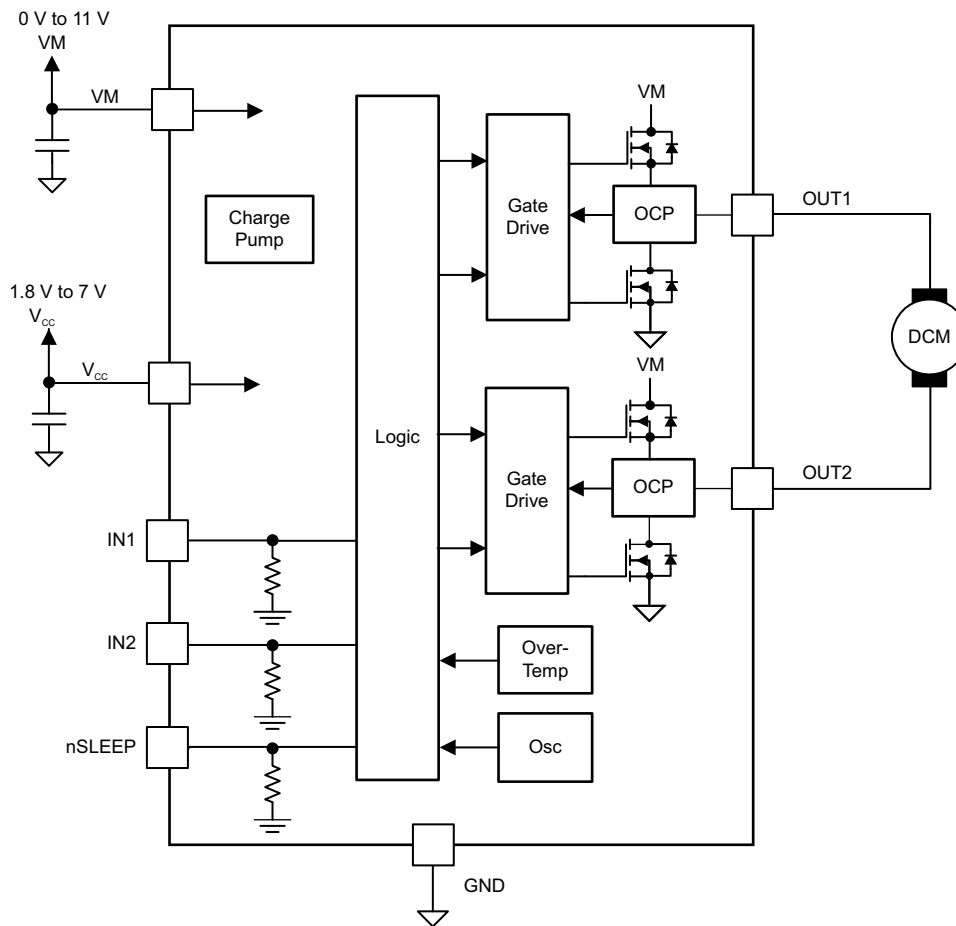 0 V to 11 V
VM
VM
Charge
Pump
1.8 V to 7 V
VCC
VCC
Logic
Gate
Drive
VM
OCP
OUT1
DCM
Gate
Drive
VM
OCP
OUT2
IN1
IN2
nSLEEP
Over-
Temp
Osc
GND